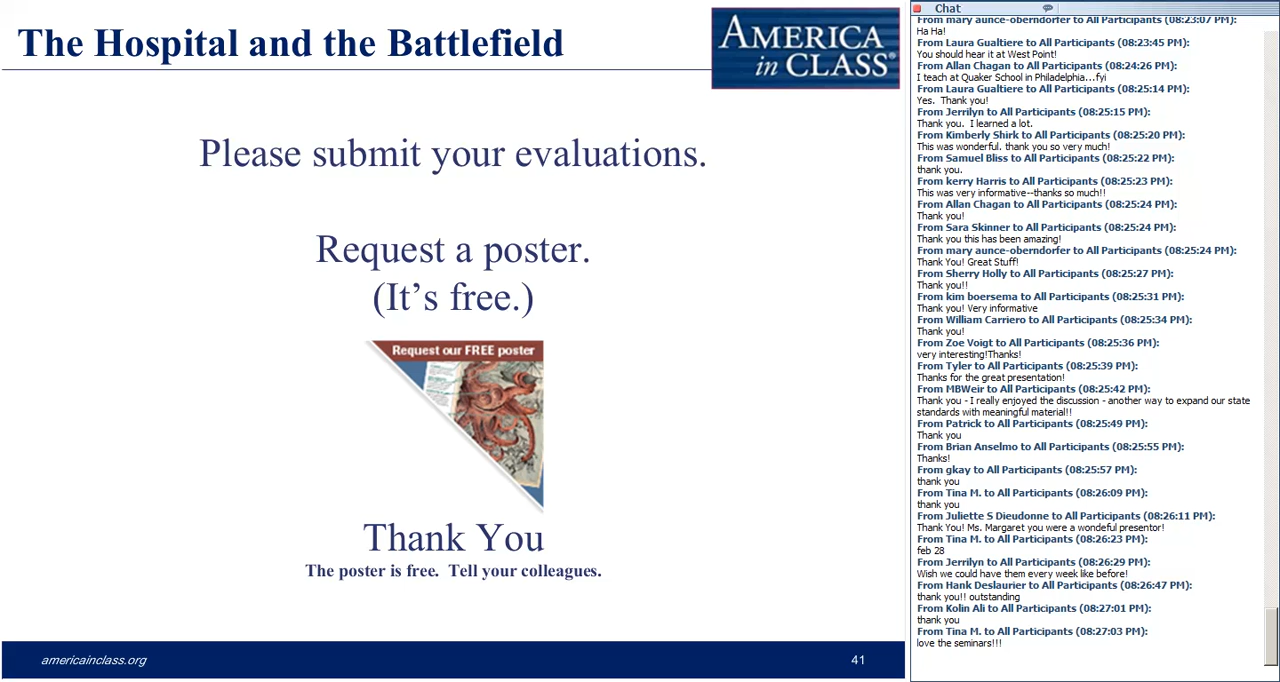 The Hospital and the Battlefield
AMERICA
in CLASS®
Please submit your evaluations.
Request a poster.
(It's free.)
Request our FREE poster
Thank You
The poster is free.  Tell your colleagues.
americainclass.org
41
Chat
From mary aunce-oberndorfer to All Participants (08:23:07 PM):
Ha Ha!
From Laura Gualtiere to All Participants (08:23:45 PM):
You should hear it at West Point!
From Allan Chagan to All Participants (08:24:26 PM):
I teach at Quaker School in Philadelphia...fyi
From Laura Gualtiere to All Participants (08:25:14 PM):
Yes.  Thank you!
From Jerrilyn to All Participants (08:25:15 PM):
Thank you.  I learned a lot.
From Kimberly Shirk to All Participants (08:25:20 PM):
This was wonderful. thank you so very much!
From Samuel Bliss to All Participants (08:25:22 PM):
thank you.
From kerry Harris to All Participants (08:25:23 PM):
This was very informative--thanks so much!!
From Allan Chagan to All Participants (08:25:24 PM):
Thank you!
From Sara Skinner to All Participants (08:25:24 PM):
Thank you this has been amazing!
From mary aunce-oberndorfer to All Participants (08:25:24 PM):
Thank You! Great Stuff!
From Sherry Holly to All Participants (08:25:27 PM):
Thank you!!
From kim boersema to All Participants (08:25:31 PM):
Thank you! Very informative
From William Carriero to All Participants (08:25:34 PM):
Thank you!
From Zoe Voigt to All Participants (08:25:36 PM):
very interesting!Thanks!
From Tyler to All Participants (08:25:39 PM):
Thanks for the great presentation!
From MBWeir to All Participants (08:25:42 PM):
Thank you - I really enjoyed the discussion - another way to expand our state
standards with meaningful material!!
From Patrick to All Participants (08:25:49 PM):
Thank you
From Brian Anselmo to All Participants (08:25:55 PM):
Thanks!
From gkay to All Participants (08:25:57 PM):
thank you
From Tina M. to All Participants (08:26:09 PM):
thank you
From Juliette S Dieudonne to All Participants (08:26:11 PM):
Thank You! Ms. Margaret you were a wondeful presentor!
From Tina M. to All Participants (08:26:23 PM):
feb 28
From Jerrilyn to All Participants (08:26:29 PM):
Wish we could have them every week like before!
From Hank Deslaurier to All Participants (08:26:47 PM):
thank you!! outstanding
From Kolin Ali to All Participants (08:27:01 PM):
thank you
From Tina M. to All Participants (08:27:03 PM):
love the seminars!!!